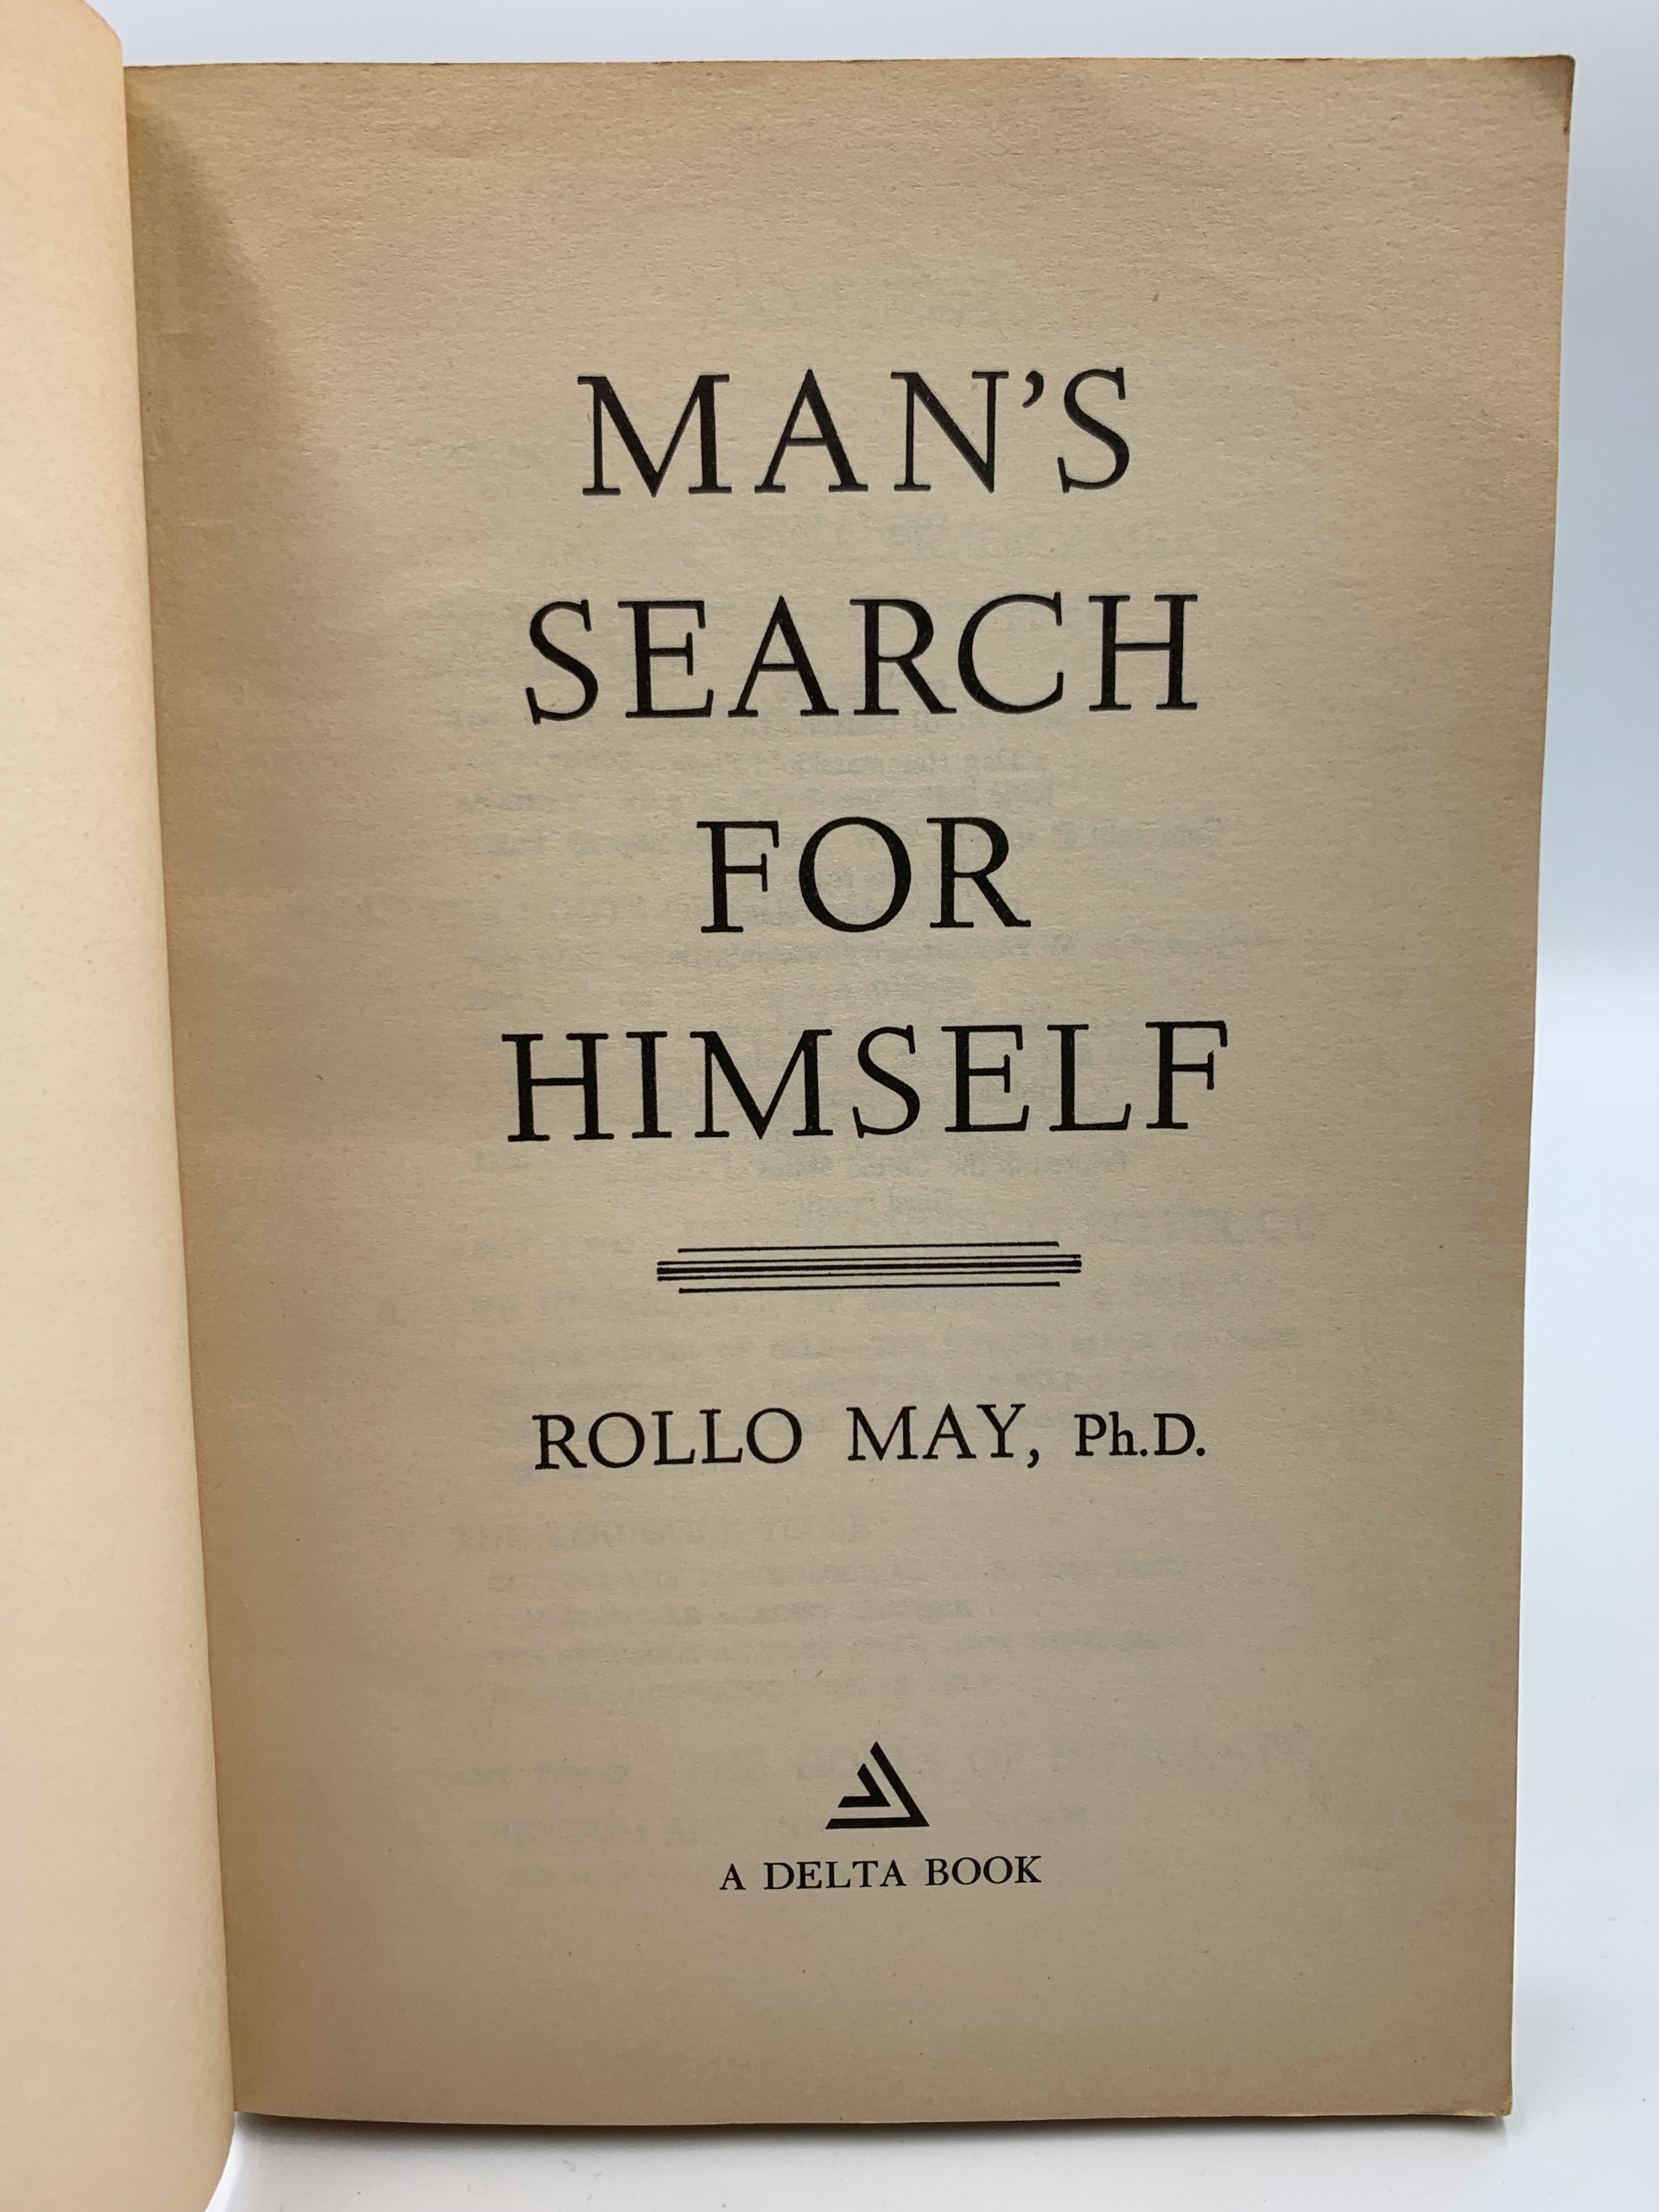 MAN'S
SEARCH
FOR
HIMSELF
ROLLO MAY, Ph.D.
A DELTA BOOK